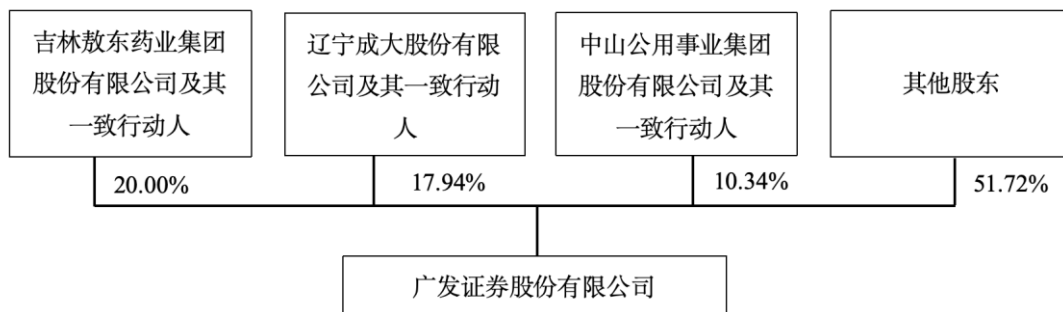 吉林敖东药业集团
股份有限公司及其
一致行动人
辽宁成大股份有限
公司及其一致行动
人
中山公用事业集团
股份有限公司及其
一致行动人
其他股东
20.00%
17.94%
10.34%
51.72%
广发证券股份有限公司